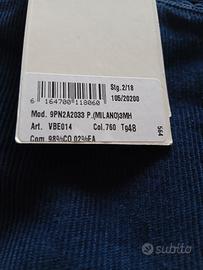 Stg.2/18
105/20200
6 164700 118060
Mod. 9PN2A2033 P.(MILANO)3MH
Art. VBE014 Col.760 Tg48
Com.98%CO 02%EA
564
subito